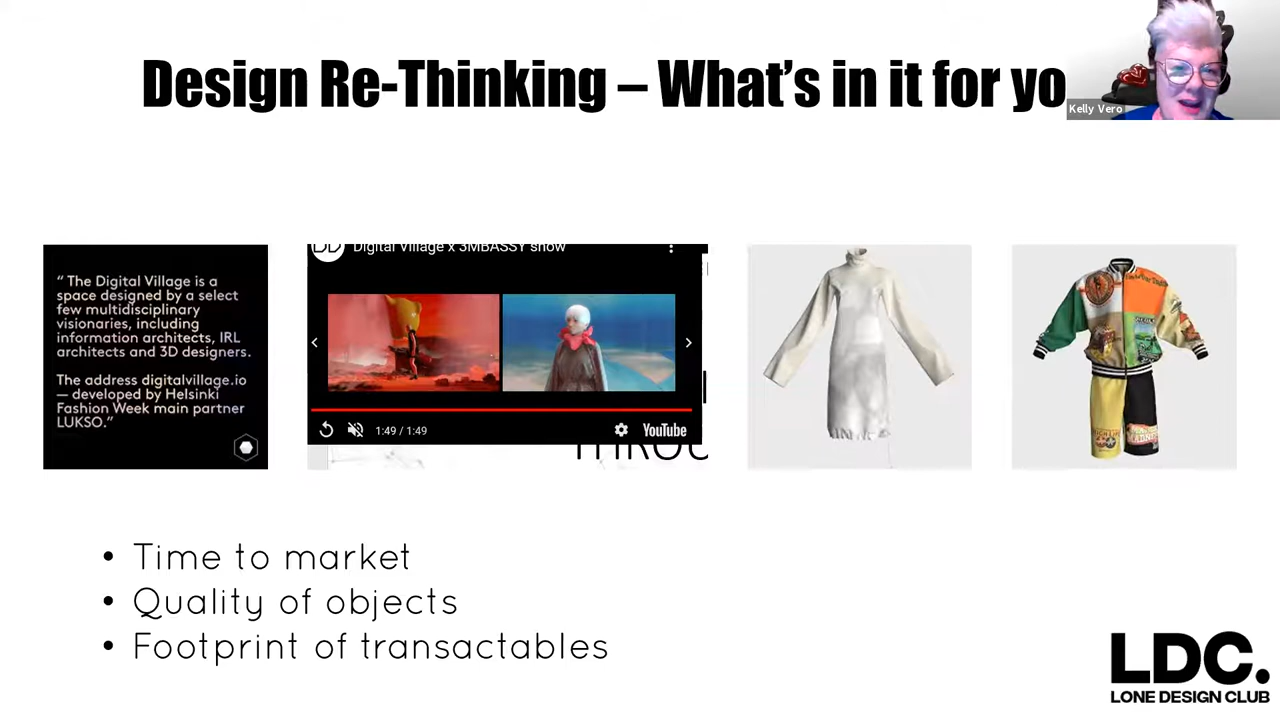 Design Re-Thinking – What's in it for yo
Kelly Vero
“ The Digital Village is a
space designed by a select
few multidisciplinary
visionaries, including
information architects, IRL
architects and 3D designers.
The address digitalvillage.io
— developed by Helsinki
Fashion Week main partner
LUKSO.”
Digital Village x 3MBASSY show
1:49 / 1:49
YouTube
THROU
• Time to market
• Quality of objects
• Footprint of transactables
LDC.
LONE DESIGN CLUB